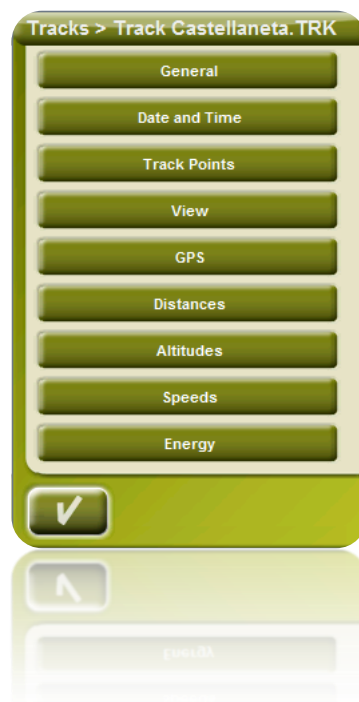 Tracks > Track Castellaneta.TRK
General
Date and Time
Track Points
View
GPS
Distances
Altitudes
Speeds
Energy